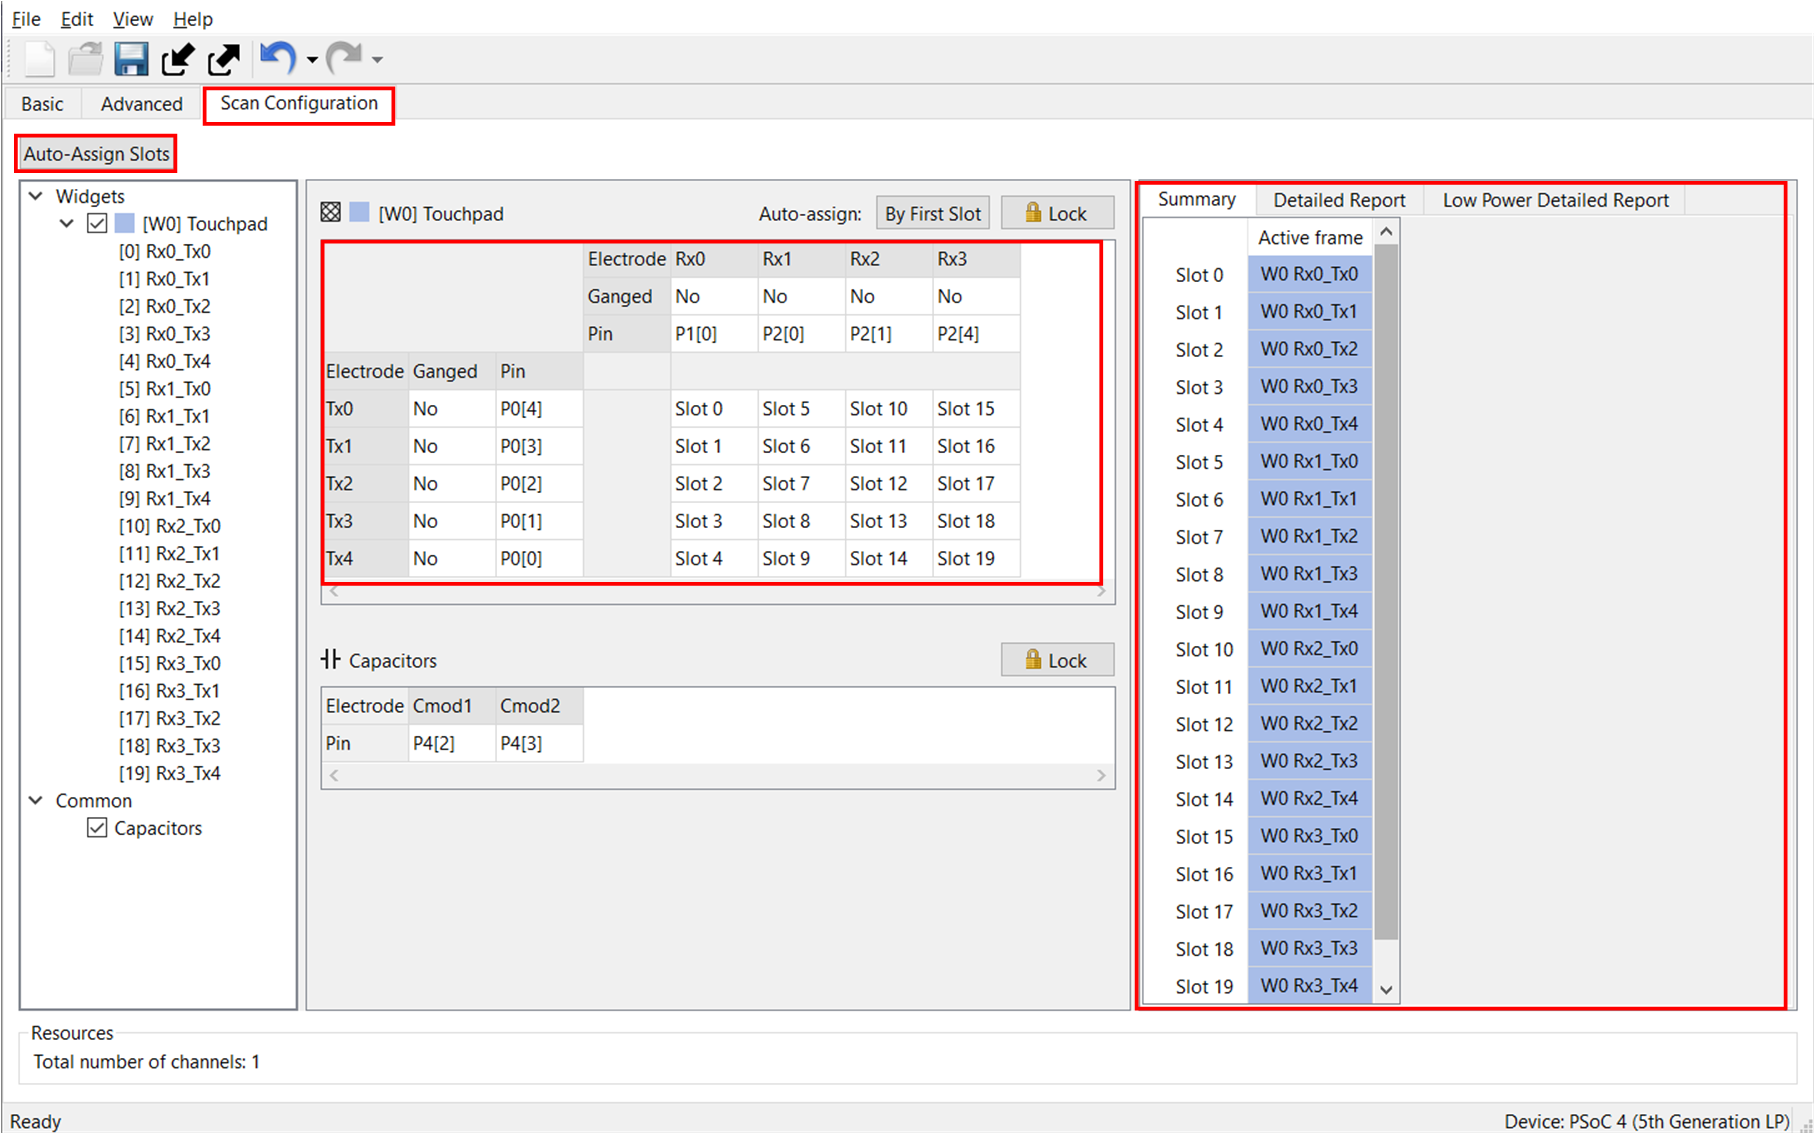 File Edit View Help
Basic Advanced Scan Configuration
Auto-Assign Slots
Widgets
[W0] Touchpad
[0] Rx0_Tx0
[1] Rx0_Tx1
[2] Rx0_Tx2
[3] Rx0_Tx3
[4] Rx0_Tx4
[5] Rx1_Tx0
[6] Rx1_Tx1
[7] Rx1_Tx2
[8] Rx1_Tx3
[9] Rx1_Tx4
[10] Rx2_Tx0
[11] Rx2_Tx1
[12] Rx2_Tx2
[13] Rx2_Tx3
[14] Rx2_Tx4
[15] Rx3_Tx0
[16] Rx3_Tx1
[17] Rx3_Tx2
[18] Rx3_Tx3
[19] Rx3_Tx4
Common
Capacitors
[W0] Touchpad Auto-assign: By First Slot Lock
Electrode Rx0 Rx1 Rx2 Rx3
Ganged No No No No
Pin P1[0] P2[0] P2[1] P2[4]
Electrode Ganged Pin
Tx0 No P0[4] Slot 0 Slot 5 Slot 10 Slot 15
Tx1 No P0[3] Slot 1 Slot 6 Slot 11 Slot 16
Tx2 No P0[2] Slot 2 Slot 7 Slot 12 Slot 17
Tx3 No P0[1] Slot 3 Slot 8 Slot 13 Slot 18
Tx4 No P0[0] Slot 4 Slot 9 Slot 14 Slot 19
Capacitors Lock
Electrode Cmod1 Cmod2
Pin P4[2] P4[3]
Summary Detailed Report Low Power Detailed Report
Active frame
Slot 0 W0 Rx0_Tx0
Slot 1 W0 Rx0_Tx1
Slot 2 W0 Rx0_Tx2
Slot 3 W0 Rx0_Tx3
Slot 4 W0 Rx0_Tx4
Slot 5 W0 Rx1_Tx0
Slot 6 W0 Rx1_Tx1
Slot 7 W0 Rx1_Tx2
Slot 8 W0 Rx1_Tx3
Slot 9 W0 Rx1_Tx4
Slot 10 W0 Rx2_Tx0
Slot 11 W0 Rx2_Tx1
Slot 12 W0 Rx2_Tx2
Slot 13 W0 Rx2_Tx3
Slot 14 W0 Rx2_Tx4
Slot 15 W0 Rx3_Tx0
Slot 16 W0 Rx3_Tx1
Slot 17 W0 Rx3_Tx2
Slot 18 W0 Rx3_Tx3
Slot 19 W0 Rx3_Tx4
Resources
Total number of channels: 1
Ready Device: PSoC 4 (5th Generation LP)